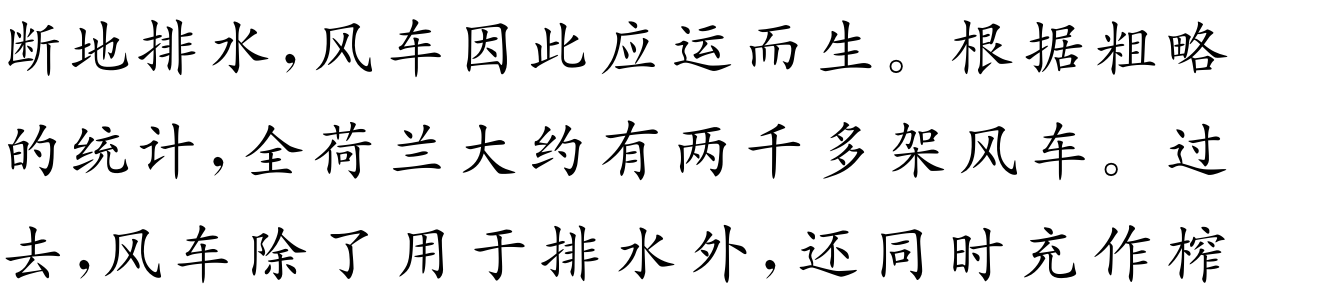 断地排水,风车因此应运而生。根据粗略
的统计,全荷兰大约有两千多架风车。过
去,风车除了用于排水外,还同时充作榨